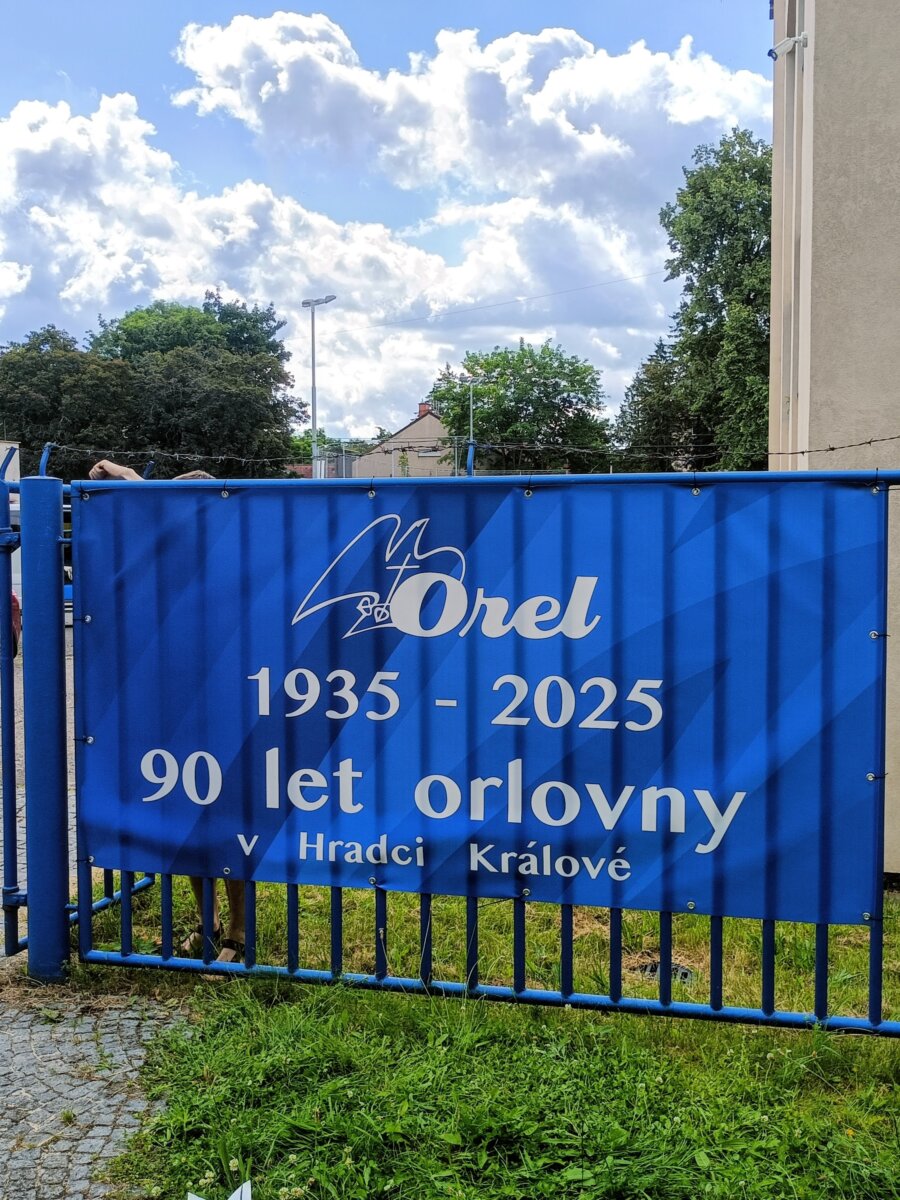 Orel
1935 - 2025
90 let orlovny
v Hradci Králové